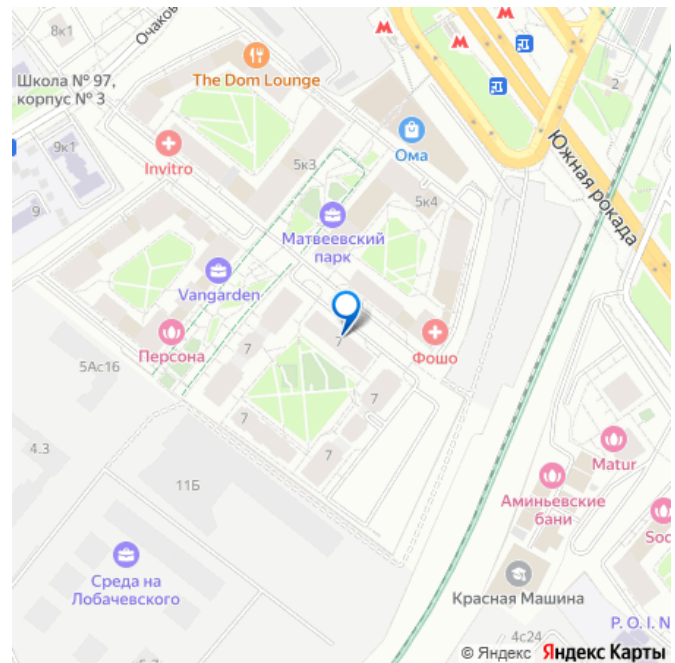 8к1
Очаков
The Dom Lounge
Школа № 97,
корпус № 3
2
9к1
Invitro
5к3
Ома
5к4
Южная рокада
9
Матвеевский
парк
Vangarden
Персона
7
7
Фошо
5Ас16
7
7
7
4.3
11Б
Matur
Аминьевские
бани
Soc
Среда на
Лобачевского
Красная Машина
P. O. I. N
4с24
© Яндекс Яндекс Карты